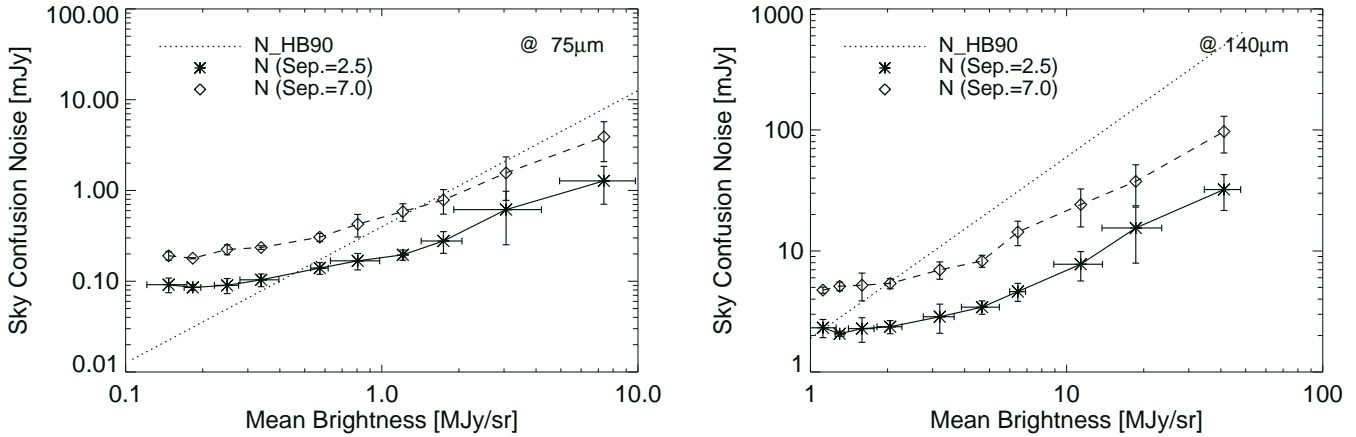 100.00
10.00
1.00
0.10
0.01
Sky Confusion Noise [mJy]
N_HB90
N (Sep.=2.5)
N (Sep.=7.0)
@ 75μm
0.1
1.0
10.0
Mean Brightness [MJy/sr]
1000
100
10
1
Sky Confusion Noise [mJy]
N_HB90
N (Sep.=2.5)
N (Sep.=7.0)
@ 140μm
1
10
100
Mean Brightness [MJy/sr]